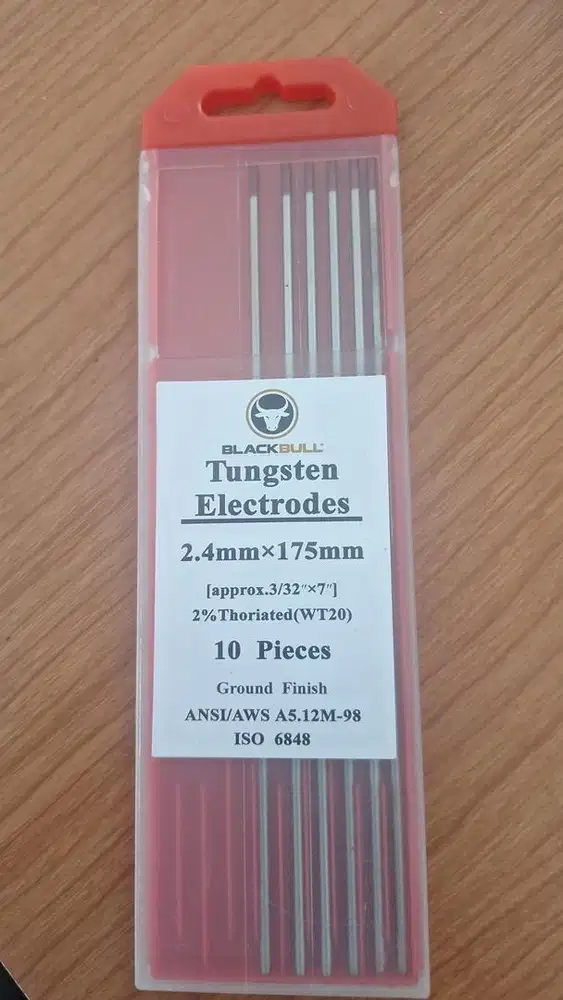 BLACKBULL
Tungsten
Electrodes
2.4mm×175mm
[approx.3/32″×7″]
2%Thoriated(WT20)
10 Pieces
Ground Finish
ANSI/AWS A5.12M-98
ISO 6848